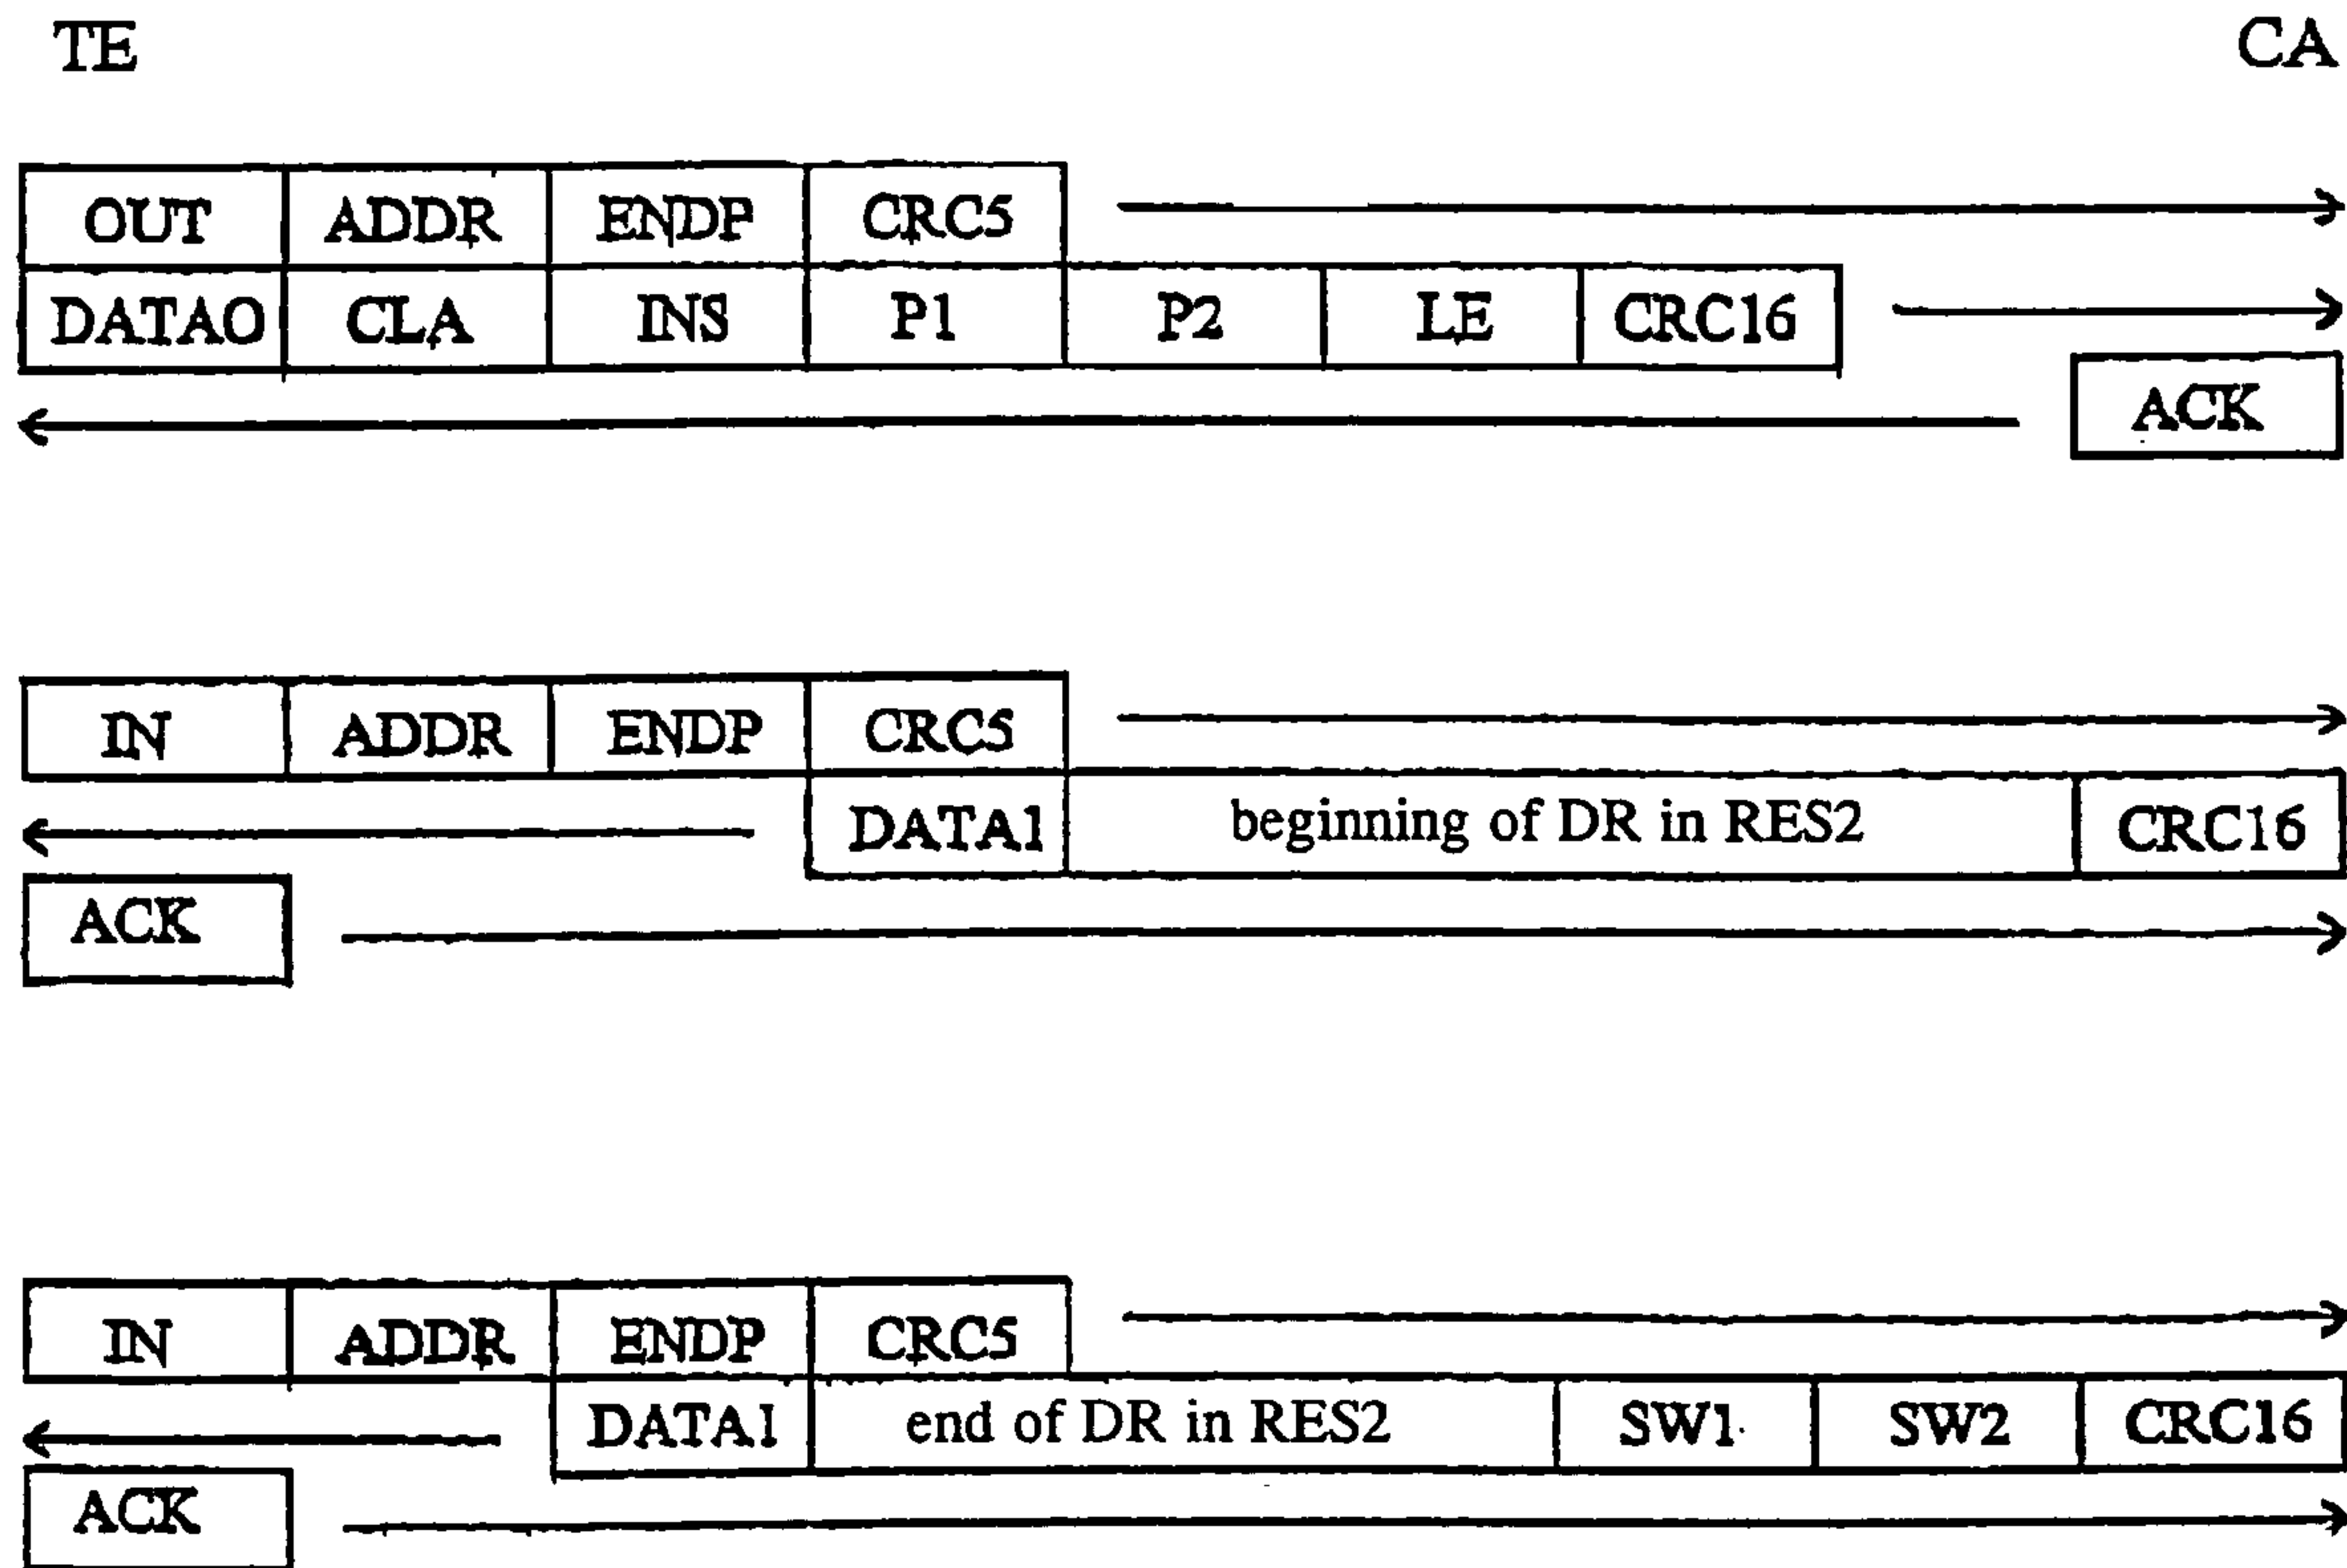 TE CA
OUT ADDR ENDP CRC5
DATAO CLA INS P1 P2 LE CRC16
ACK
IN ADDR ENDP CRC5
DATA1 beginning of DR in RES2 CRC16
ACK
IN ADDR ENDP CRC5
DATA1 end of DR in RES2 SW1 SW2 CRC16
ACK